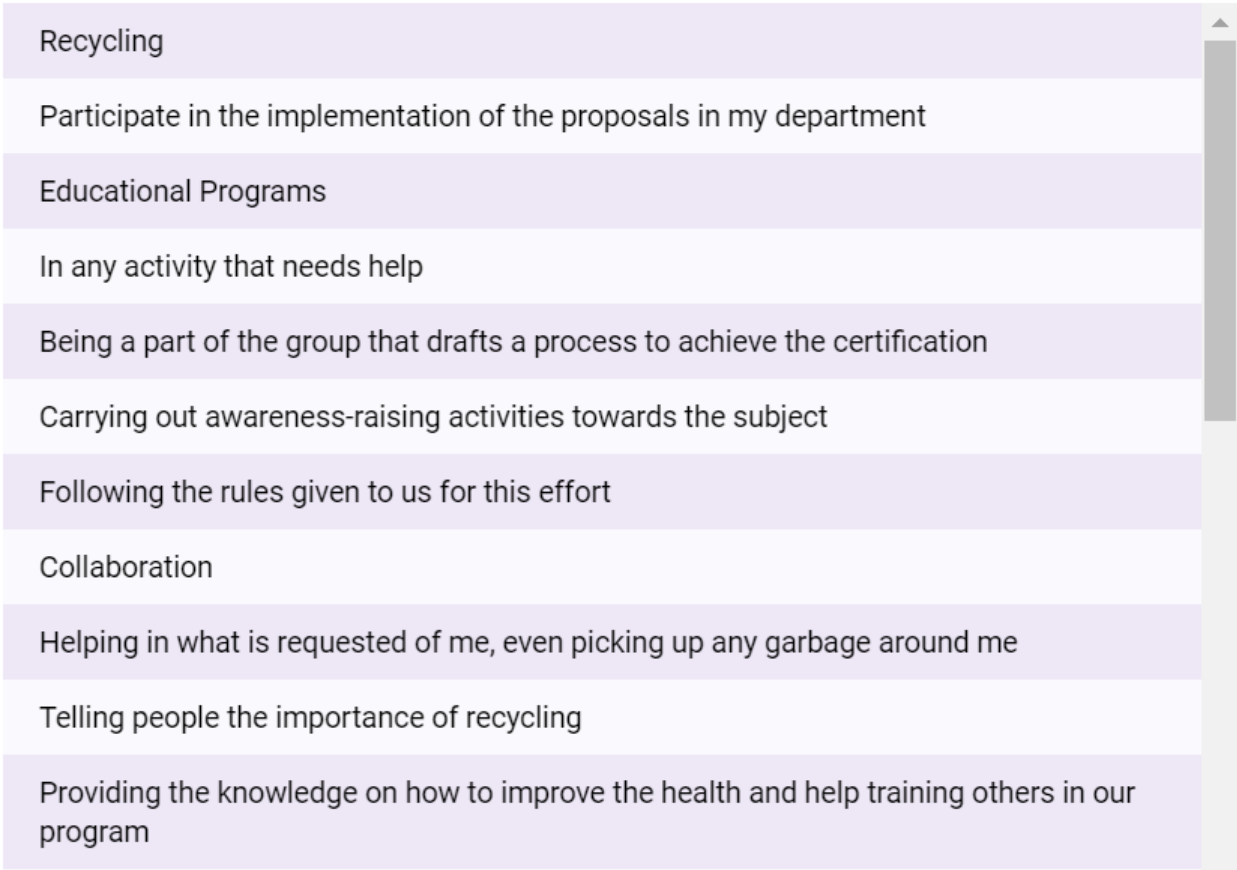 Recycling
Participate in the implementation of the proposals in my department
Educational Programs
In any activity that needs help
Being a part of the group that drafts a process to achieve the certification
Carrying out awareness-raising activities towards the subject
Following the rules given to us for this effort
Collaboration
Helping in what is requested of me, even picking up any garbage around me
Telling people the importance of recycling
Providing the knowledge on how to improve the health and help training others in our
program